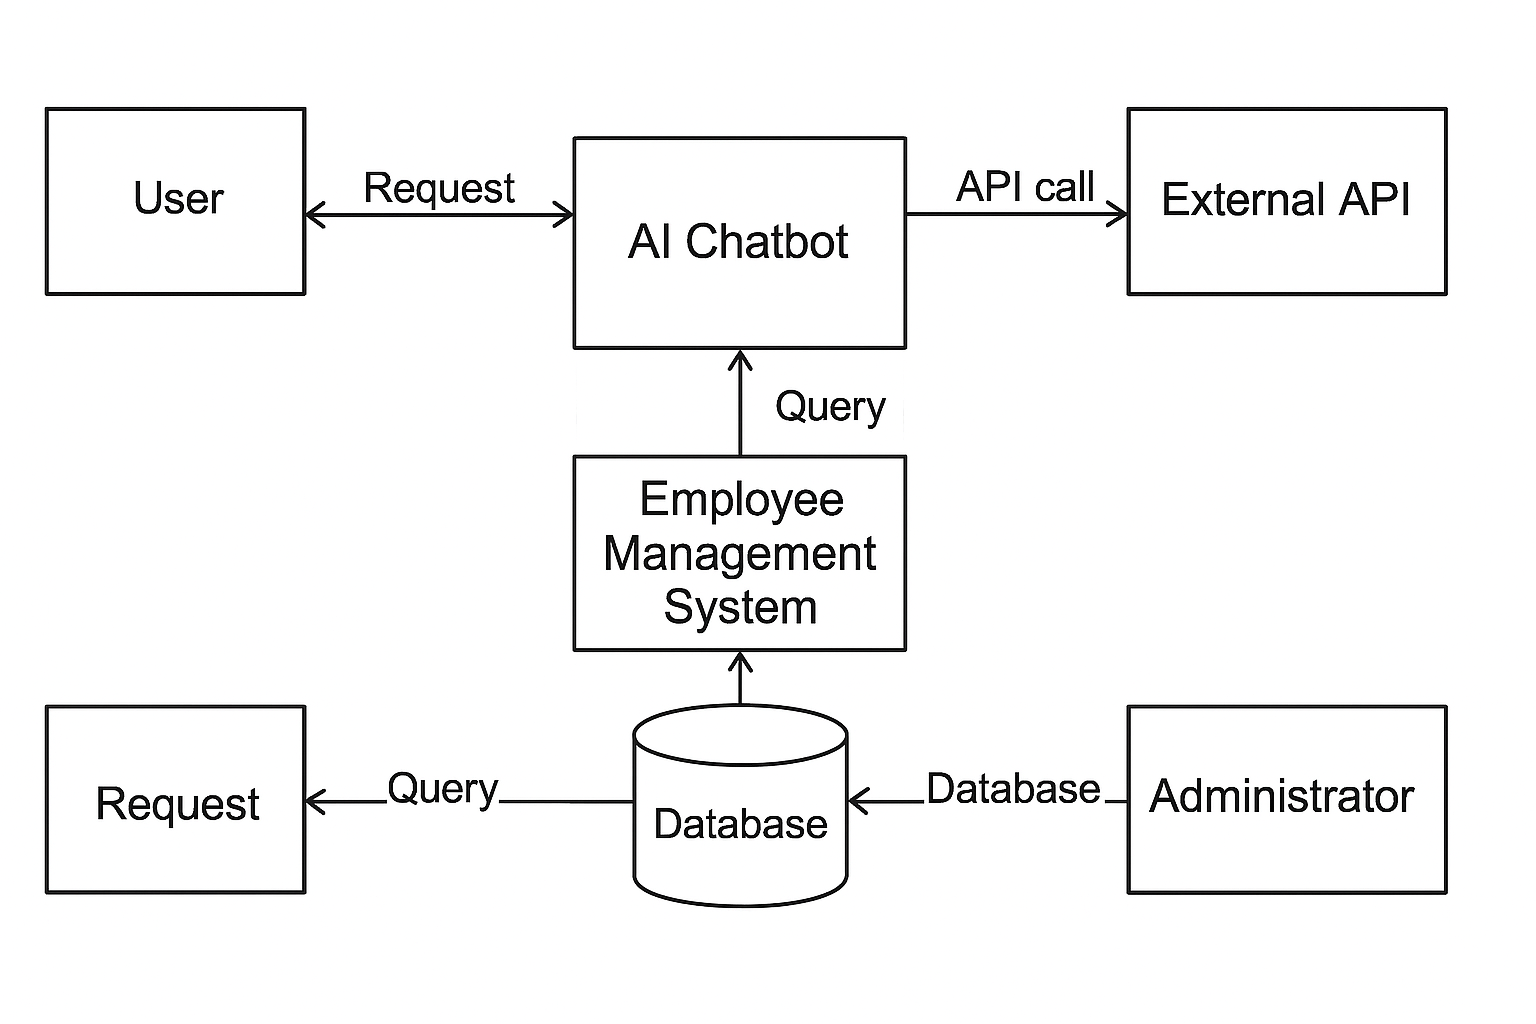 User
Request
AI Chatbot
API call
External API
Query
Employee
Management
System
Request
Query
Database
Database
Administrator